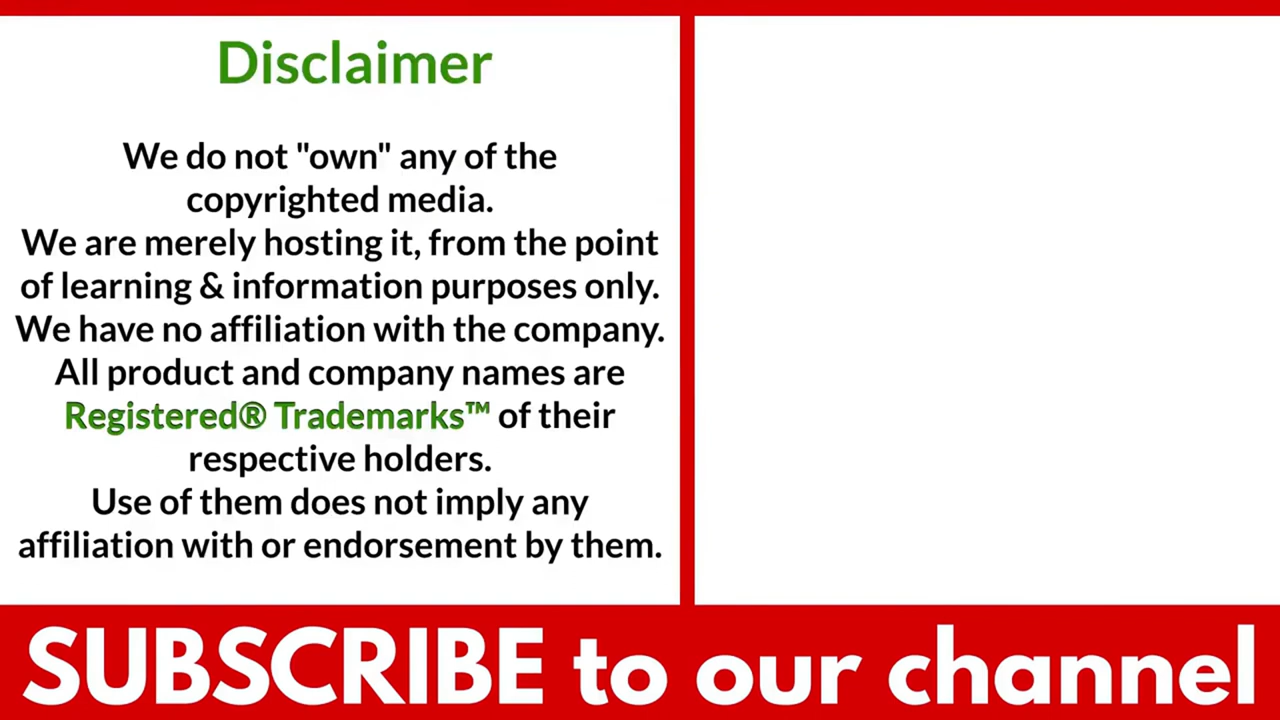 Disclaimer
We do not "own" any of the
copyrighted media.
We are merely hosting it, from the point
of learning & information purposes only.
We have no affiliation with the company.
All product and company names are
Registered® Trademarks™ of their
respective holders.
Use of them does not imply any
affiliation with or endorsement by them.
SUBSCRIBE to our channel